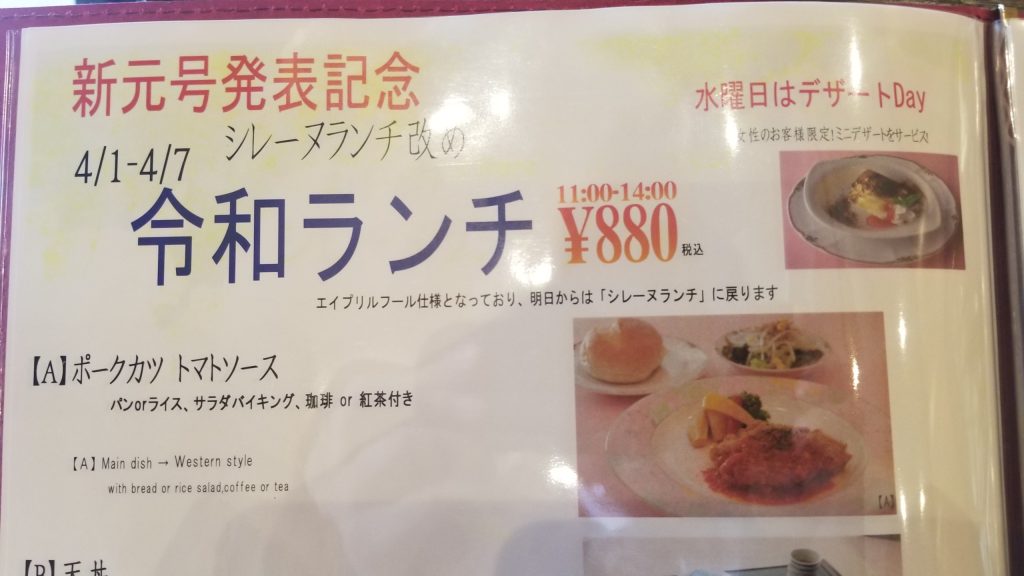 新元号発表記念
水曜日はデザートDay
女性のお客様限定!ミニデザートをサービス!
シレーヌランチ改め
4/1-4/7
令和ランチ
11:00-14:00
¥880 税込
エイプリルフール仕様となっており、明日からは「シレーヌランチ」に戻ります
【A】ポークカツ トマトソース
パンorライス、サラダバイキング、珈琲 or 紅茶付き
【A】Main dish → Western style
with bread or rice salad,coffee or tea
【A】
【B】天丼